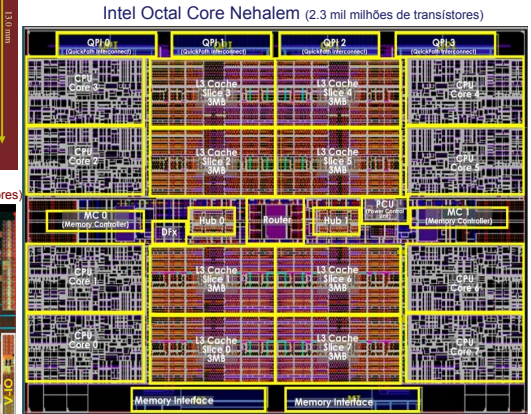 Intel Octal Core Nehalem (2.3 mil milhões de transístores)
13.0 mm
QPI 0
(QuickPath Interconnect)
QPI 1
(QuickPath Interconnect)
QPI 2
(QuickPath Interconnect)
QPI-3
(QuickPath Interconnect)
CPU
Core 3
L3 Cache
Slice 3
3MB
L3 Cache
Slice 4
3MB
CPU
Core 4
CPU
Core 2
L3 Cache
Slice 2
3MB
L3 Cache
Slice 5
3MB
CPU
Core 5
res)
MC 0
(Memory Controller)
DFx
Hub 0
Router
Hub 1
PCU
(Power Control
Unit)
MC
(Memory Controller)
CPU
Core 1
L3 Cache
Slice 1
3MB
L3 Cache
Slice 6
3MB
CPU
Core 6
CPU
Core 0
L3 Cache
Slice 0
3MB
L3 Cache
Slice 7
3MB
CPU
Core 7
Memory Interface
Memory Interface